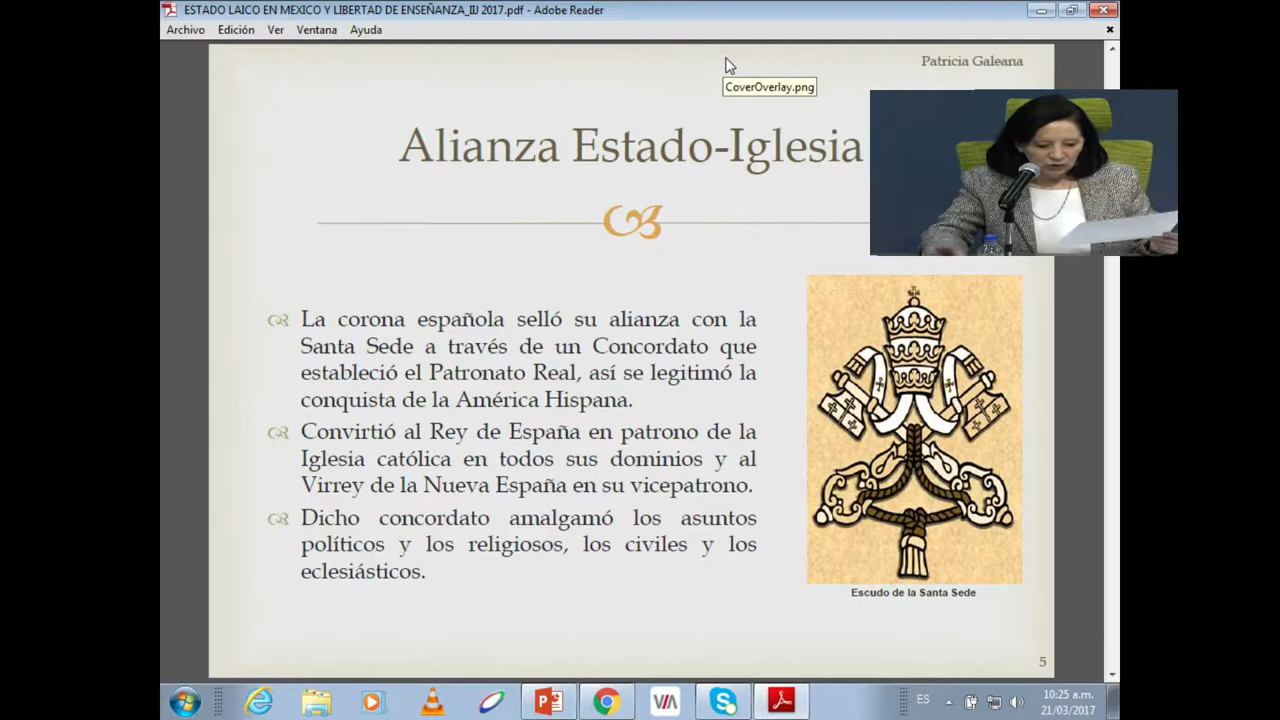 ESTADO LAICO EN MEXICO Y LIBERTAD DE ENSEÑANZA_IIJ 2017.pdf - Adobe Reader
Archivo Edición Ver Ventana Ayuda
Patricia Galeana
CoverOverlay.png
Alianza Estado-Iglesia
La corona española selló su alianza con la
Santa Sede a través de un Concordato que
estableció el Patronato Real, así se legitimó la
conquista de la América Hispana.
Convirtió al Rey de España en patrono de la
Iglesia católica en todos sus dominios y al
Virrey de la Nueva España en su vicepatrono.
Dicho concordato amalgamó los asuntos
políticos y los religiosos, los civiles y los
eclesiásticos.
Escudo de la Santa Sede
5
VIA
ES
10:25 a.m.
21/03/2017